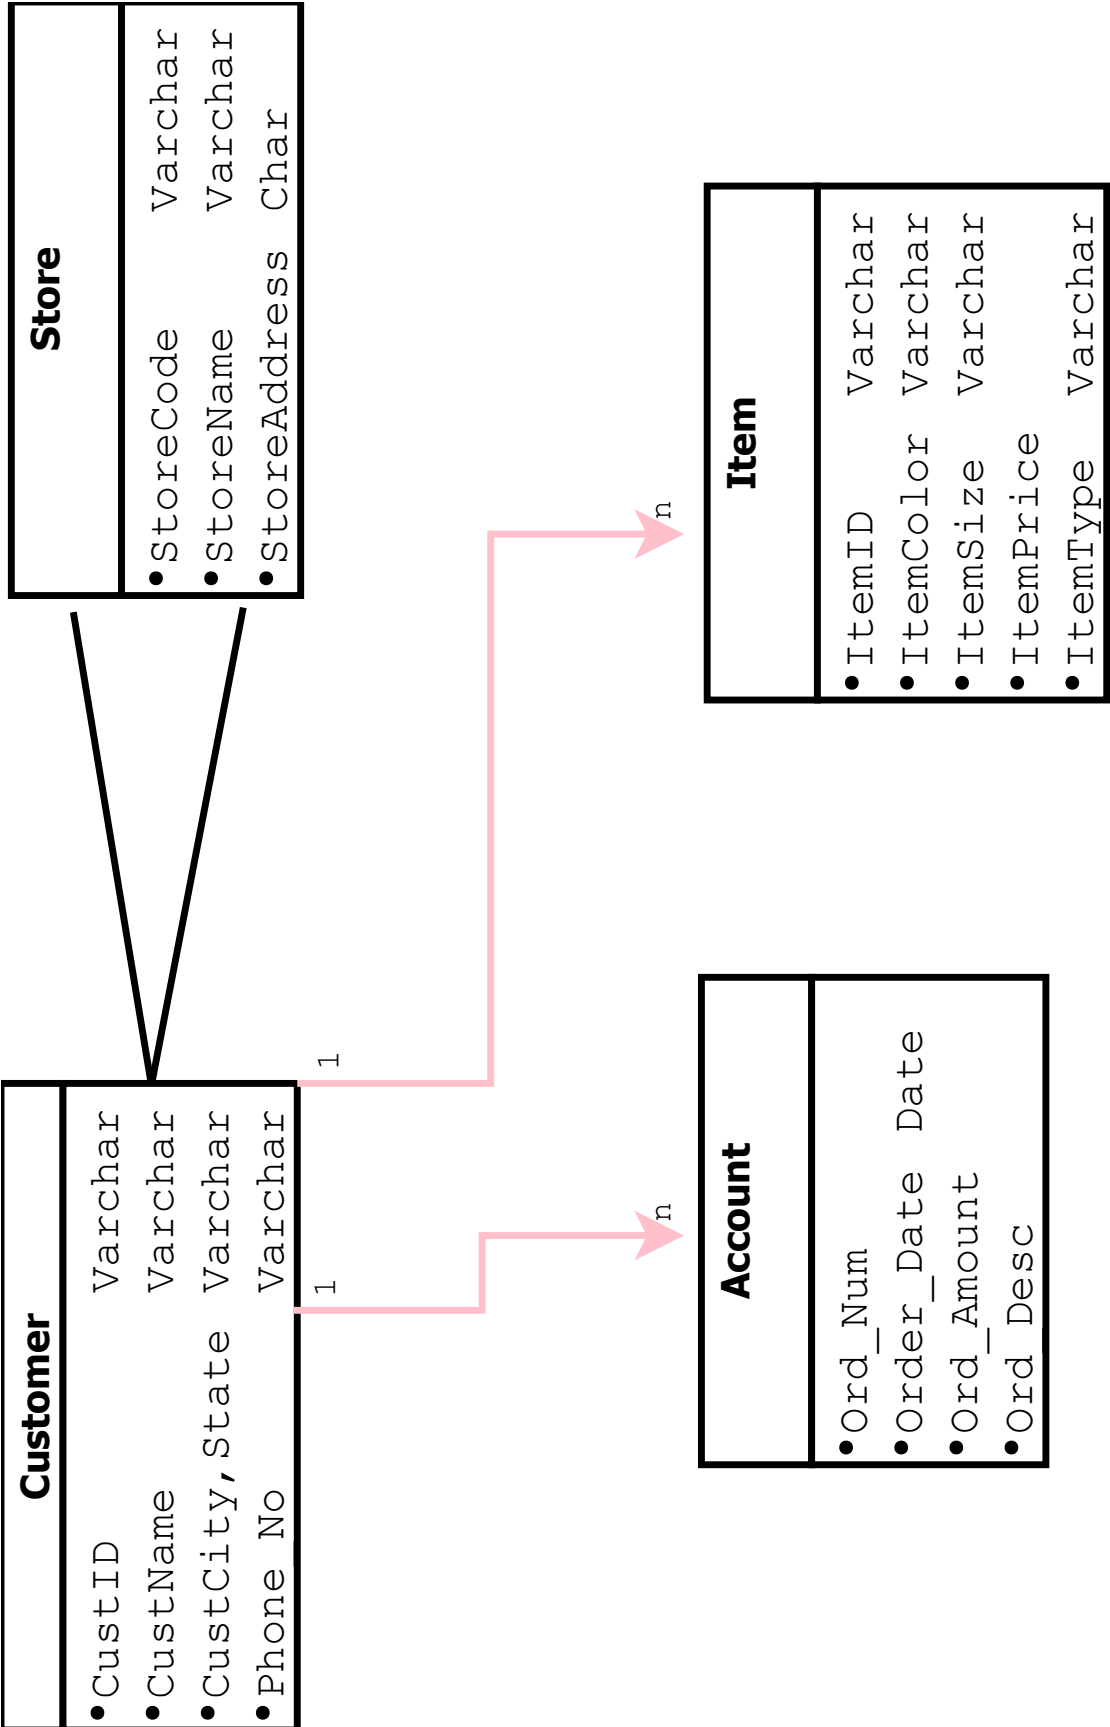 Customer
•CustID Varchar
•CustName Varchar
•CustCity,State Varchar
•Phone No Varchar
Store
•StoreCode Varchar
•StoreName Varchar
•StoreAddress Char
1
1
n
n
Account
•Ord_Num
•Order_Date Date
•Ord_Amount
•Ord_Desc
Item
•ItemID Varchar
•ItemColor Varchar
•ItemSize Varchar
•ItemPrice
•ItemType Varchar